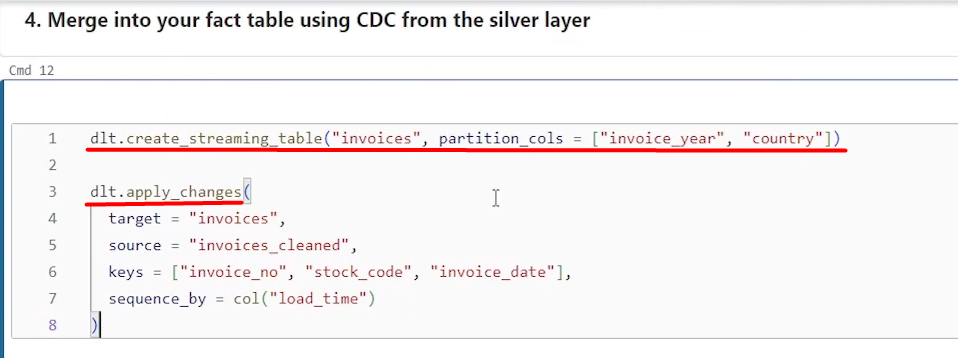 4. Merge into your fact table using CDC from the silver layer
Cmd 12
1 dlt.create_streaming_table("invoices", partition_cols = ["invoice_year", "country"])
2
3 dlt.apply_changes(
4 target = "invoices",
5 source = "invoices_cleaned",
6 keys = ["invoice_no", "stock_code", "invoice_date"],
7 sequence_by = col("load_time")
8 )